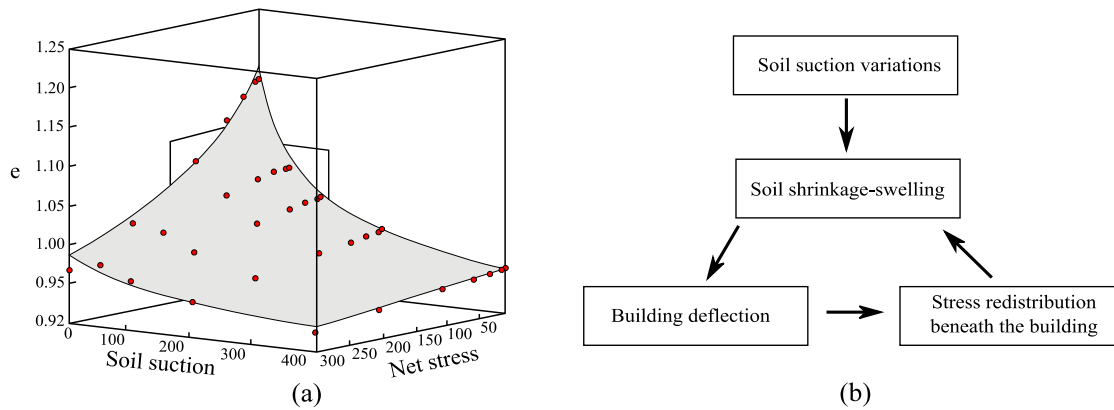 1.25
1.20
1.15
1.10
1.05
1.00
0.95
0.92
e
0
100
200
300
400
Soil suction
300
250
200
150
100
50
Net stress
(a)
Soil suction variations
Soil shrinkage-swelling
Building deflection
Stress redistribution
beneath the building
(b)